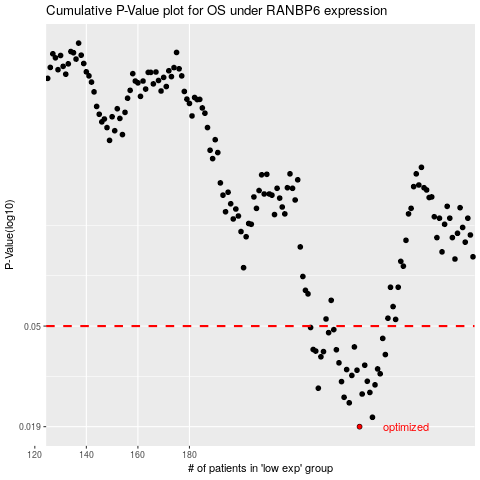 Cumulative P-Value plot for OS under RANBP6 expression
P-Value(log10)
0.05
0.019
optimized
120 140 160 180
# of patients in 'low exp' group